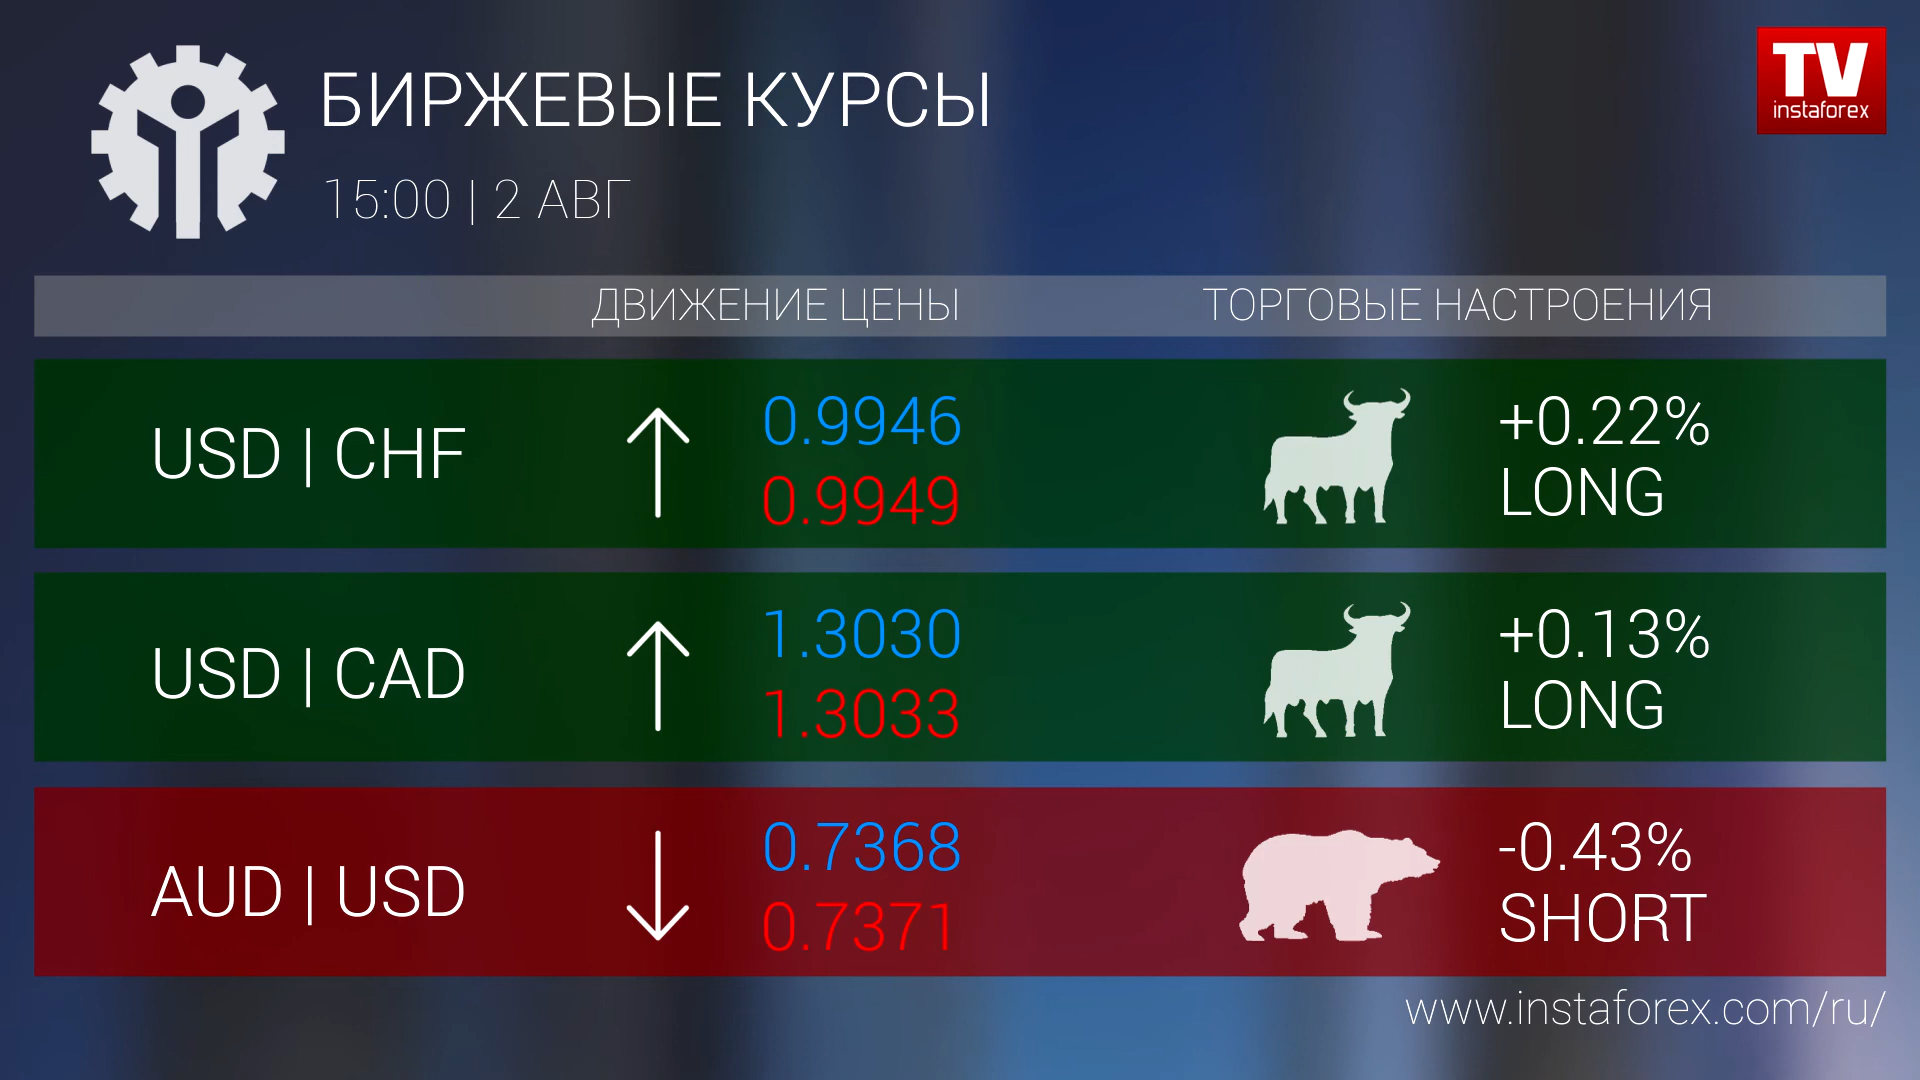 БИРЖЕВЫЕ КУРСЫ
15:00 | 2 АВГ
TV
instaforex
ДВИЖЕНИЕ ЦЕНЫ ТОРГОВЫЕ НАСТРОЕНИЯ
USD | CHF
0.9946
0.9949
+0.22%
LONG
USD | CAD
1.3030
1.3033
+0.13%
LONG
AUD | USD
0.7368
0.7371
-0.43%
SHORT
www.instaforex.com/ru/